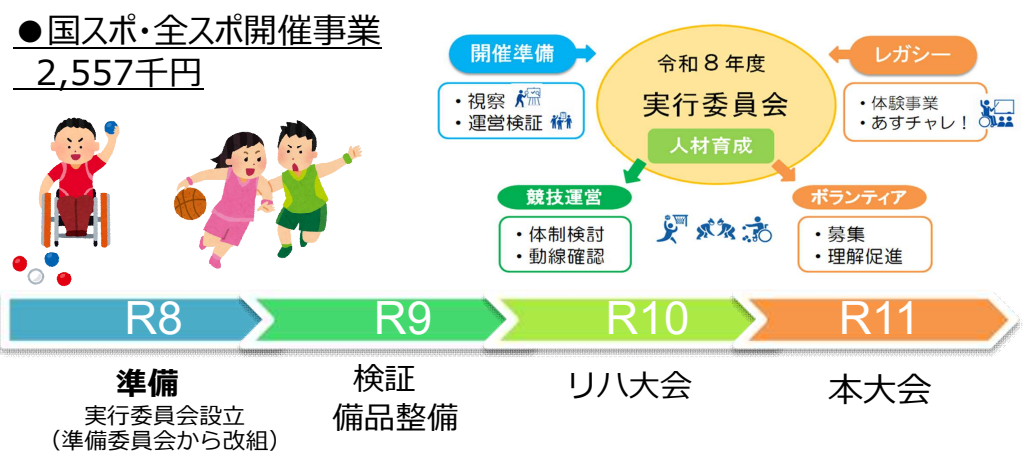 ●国スポ・全スポ開催事業
2,557千円
開催準備
・視察
・運営検証
令和８年度
実行委員会
人材育成
レガシー
・体験事業
・あすチャレ！
競技運営
・体制検討
・動線確認
ボランティア
・募集
・理解促進
R8
R9
R10
R11
準備
実行委員会設立
（準備委員会から改組）
検証
備品整備
リハ大会
本大会